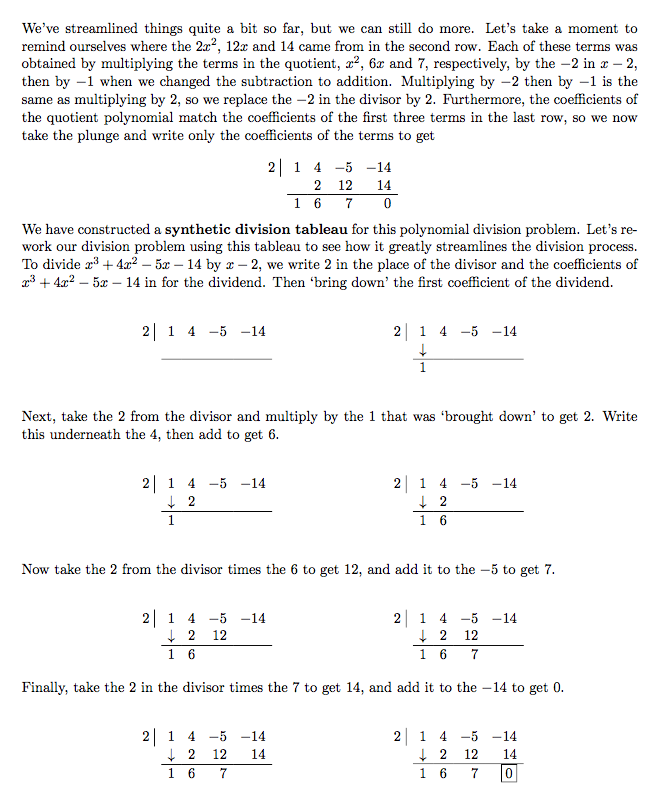 We've streamlined things quite a bit so far, but we can still do more. Let's take a moment to
remind ourselves where the 2x², 12x and 14 came from in the second row. Each of these terms was
obtained by multiplying the terms in the quotient, x², 6x and 7, respectively, by the −2 in x − 2,
then by −1 when we changed the subtraction to addition. Multiplying by −2 then by −1 is the
same as multiplying by 2, so we replace the −2 in the divisor by 2. Furthermore, the coefficients of
the quotient polynomial match the coefficients of the first three terms in the last row, so we now
take the plunge and write only the coefficients of the terms to get
2| 1 4 −5 −14
2 12 14
1 6 7 0
We have constructed a synthetic division tableau for this polynomial division problem. Let's re-
work our division problem using this tableau to see how it greatly streamlines the division process.
To divide x³ + 4x² − 5x − 14 by x − 2, we write 2 in the place of the divisor and the coefficients of
x³ + 4x² − 5x − 14 in for the dividend. Then 'bring down' the first coefficient of the dividend.
2| 1 4 −5 −14 2| 1 4 −5 −14
↓
1
Next, take the 2 from the divisor and multiply by the 1 that was 'brought down' to get 2. Write
this underneath the 4, then add to get 6.
2| 1 4 −5 −14 2| 1 4 −5 −14
↓ 2 ↓ 2
1 1 6
Now take the 2 from the divisor times the 6 to get 12, and add it to the −5 to get 7.
2| 1 4 −5 −14 2| 1 4 −5 −14
↓ 2 12 ↓ 2 12
1 6 1 6 7
Finally, take the 2 in the divisor times the 7 to get 14, and add it to the −14 to get 0.
2| 1 4 −5 −14 2| 1 4 −5 −14
↓ 2 12 14 ↓ 2 12 14
1 6 7 1 6 7 0